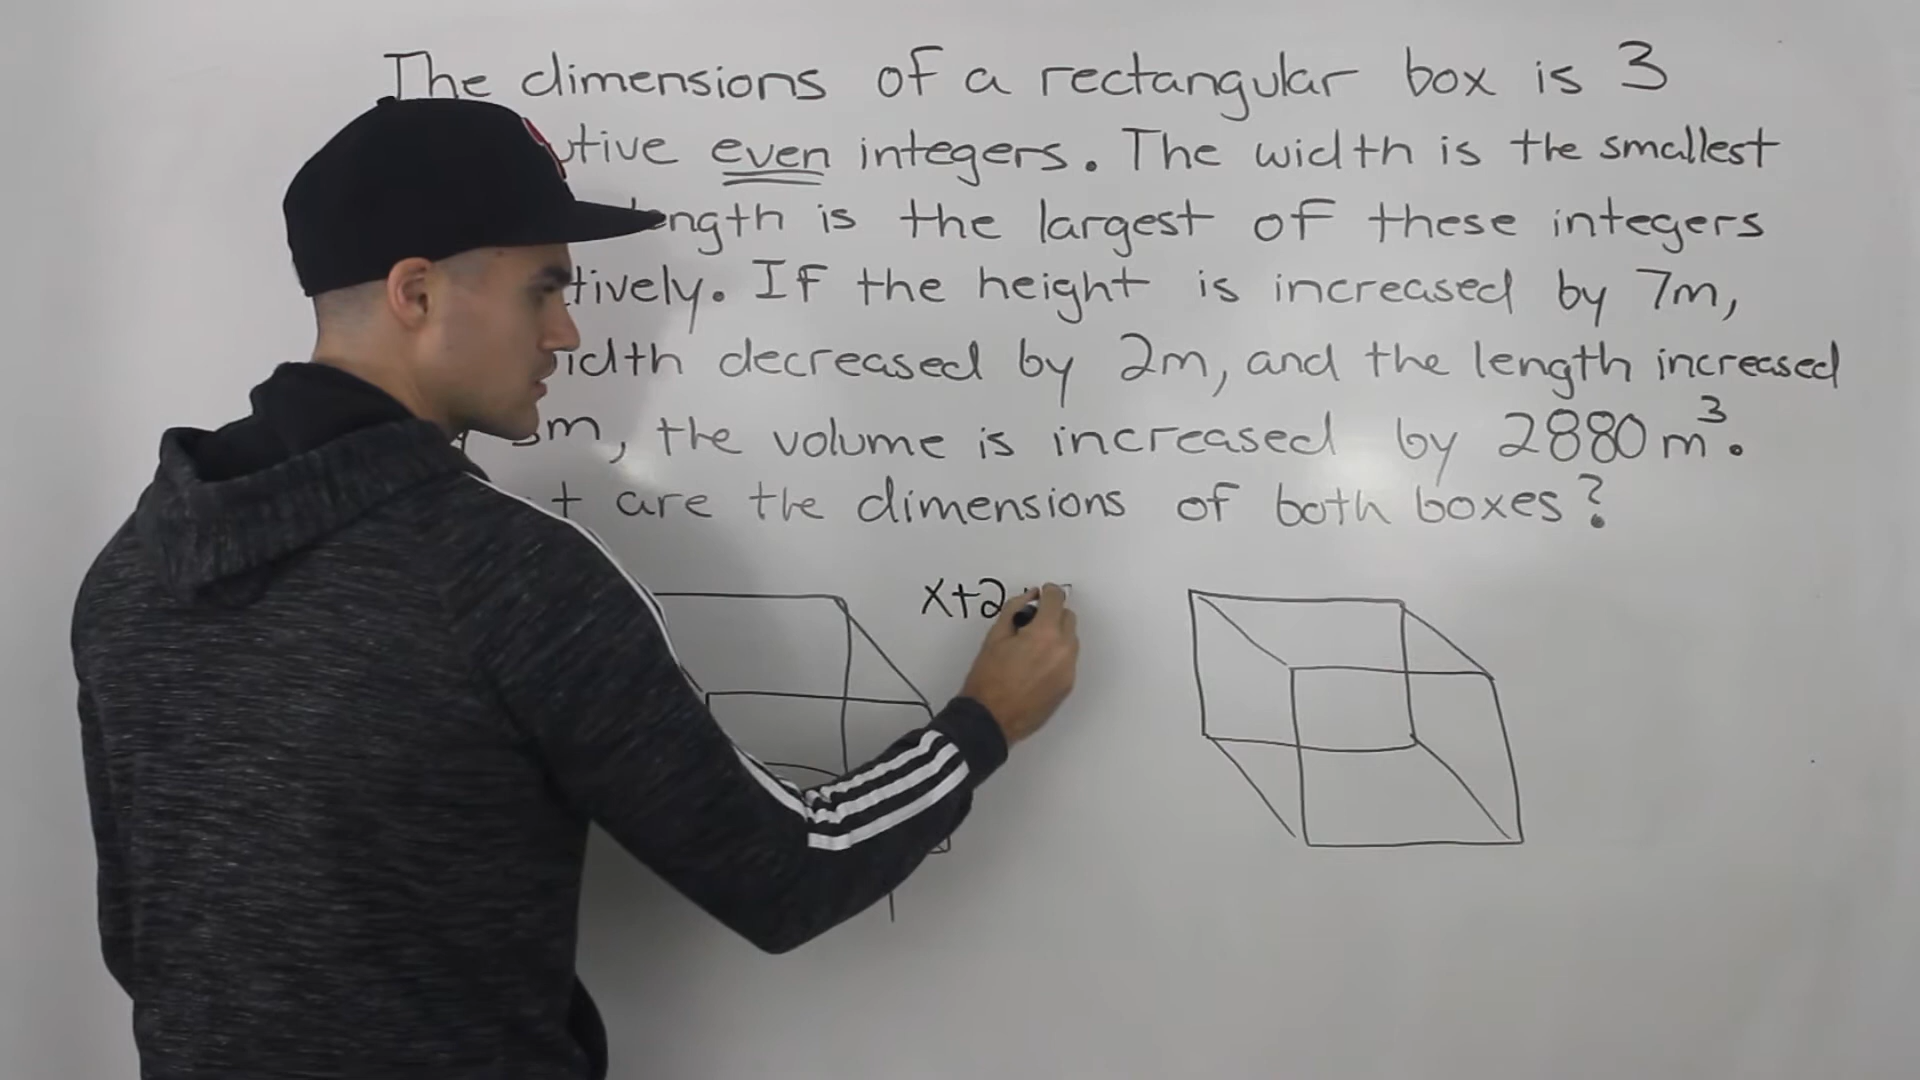 The dimensions of a rectangular box is 3
utive even integers. The width is the smallest
ength is the largest of these integers
tively. If the height is increased by 7m,
idth decreased by 2m, and the length increased
m, the volume is increased by 2880 m³.
t are the dimensions of both boxes?
x+2